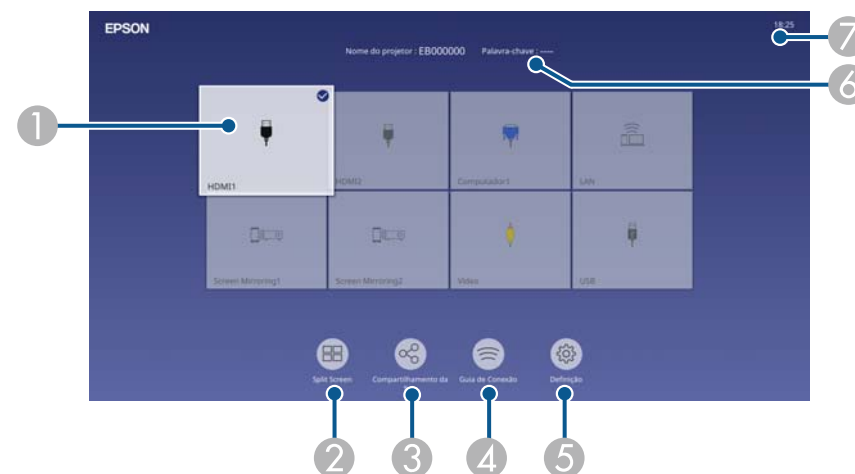 EPSON
18:25
Nome do projetor : EB000000 Palavra-chave : ----
7
6
1
HDMI1
HDMI2
Computador1
LAN
Screen Mirroring1
Screen Mirroring2
Vídeo
USB
Split Screen
Compartilhamento da
Guia de Conexão
Definição
2
3
4
5